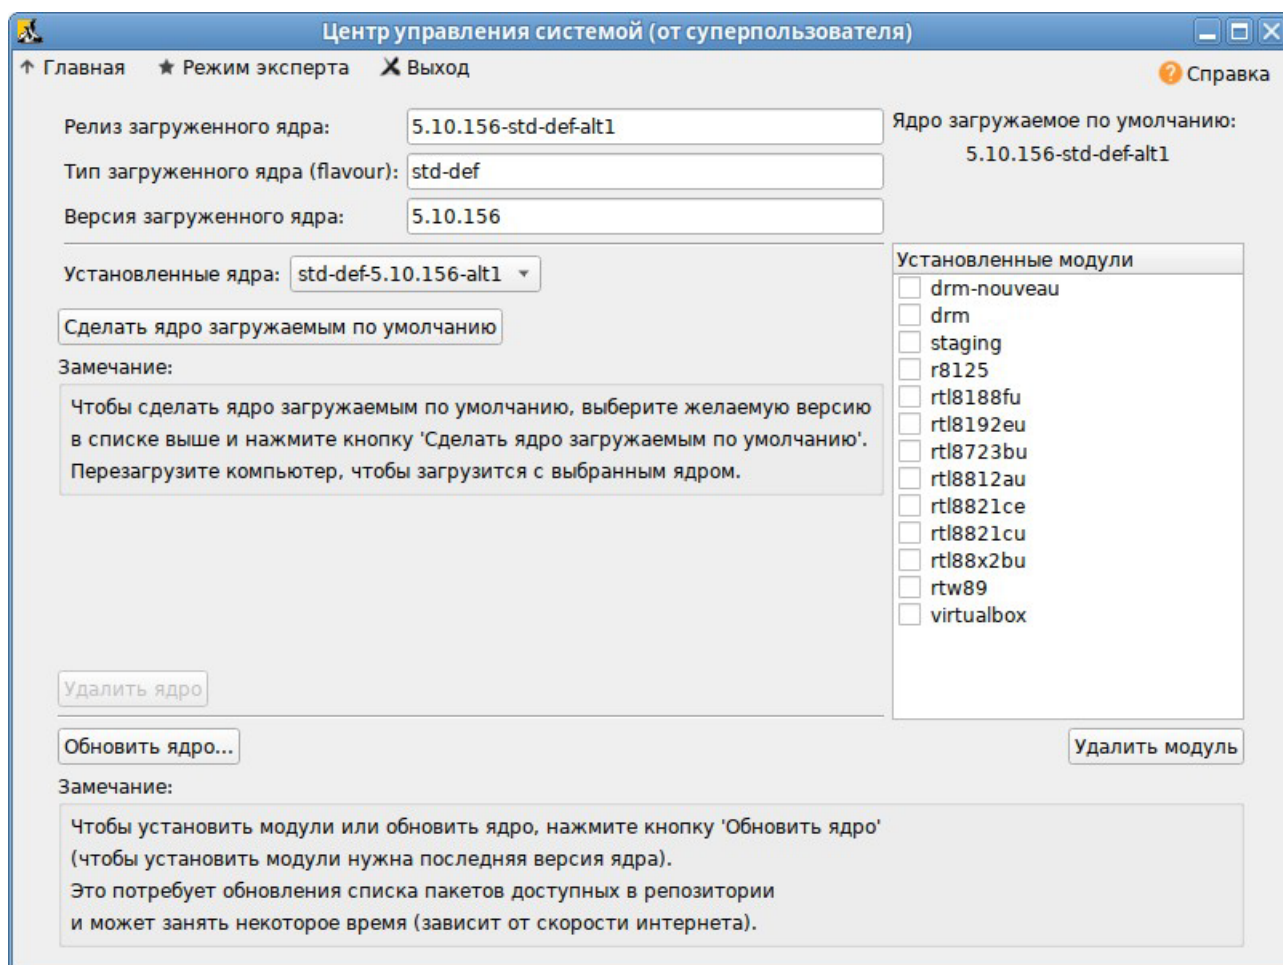 Центр управления системой (от суперпользователя)
Главная Режим эксперта Выход Справка
Релиз загруженного ядра: 5.10.156-std-def-alt1
Тип загруженного ядра (flavour): std-def
Версия загруженного ядра: 5.10.156
Ядро загружаемое по умолчанию:
5.10.156-std-def-alt1
Установленные ядра: std-def-5.10.156-alt1
Сделать ядро загружаемым по умолчанию
Замечание:
Чтобы сделать ядро загружаемым по умолчанию, выберите желаемую версию
в списке выше и нажмите кнопку 'Сделать ядро загружаемым по умолчанию'.
Перезагрузите компьютер, чтобы загрузится с выбранным ядром.
Удалить ядро
Установленные модули
drm-nouveau
drm
staging
r8125
rtl8188fu
rtl8192eu
rtl8723bu
rtl8812au
rtl8821ce
rtl8821cu
rtl88x2bu
rtw89
virtualbox
Обновить ядро...
Удалить модуль
Замечание:
Чтобы установить модули или обновить ядро, нажмите кнопку 'Обновить ядро'
(чтобы установить модули нужна последняя версия ядра).
Это потребует обновления списка пакетов доступных в репозитории
и может занять некоторое время (зависит от скорости интернета).